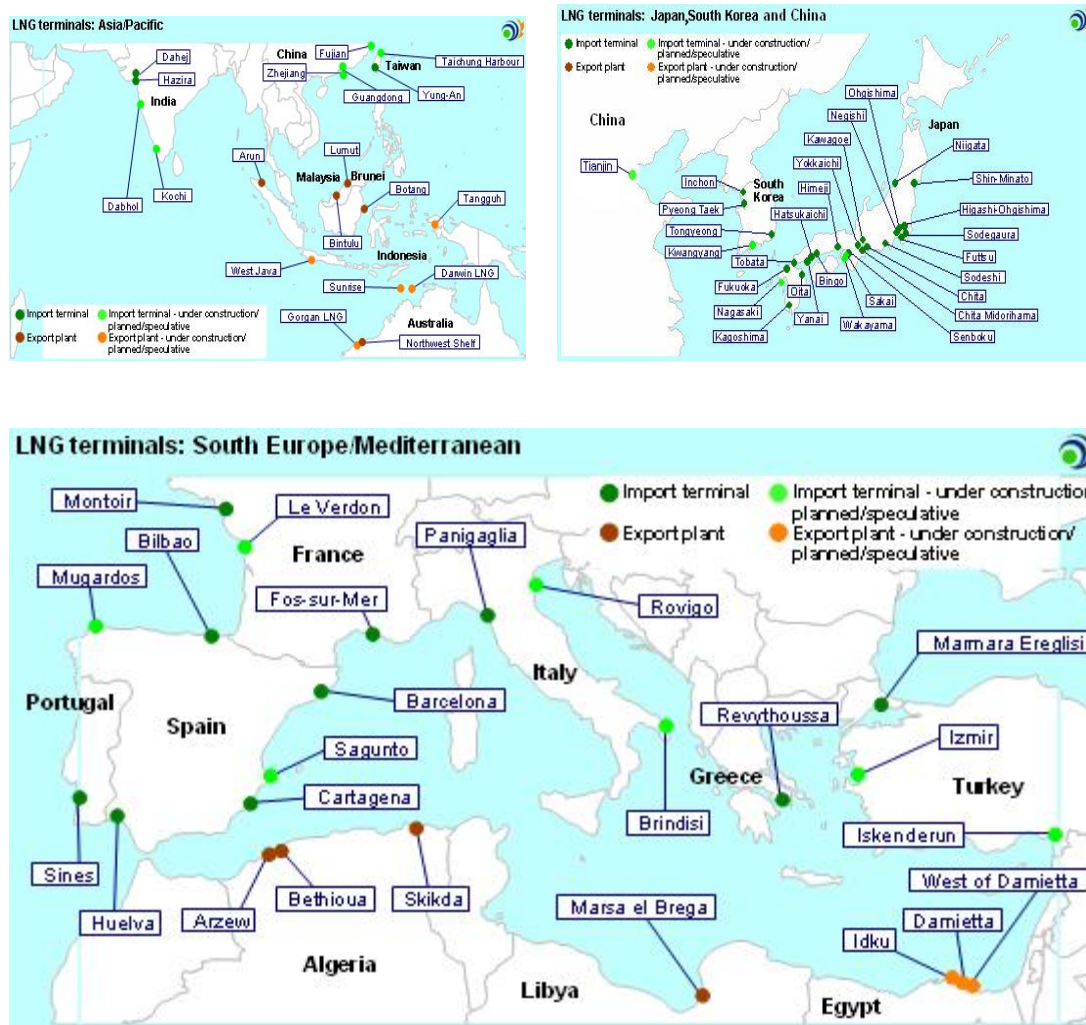 LNG terminals: Asia/Pacific
China
Fujian
Taichung Harbour
Dahej
Zhejiang
Taiwan
Hazira
Guangdong
Yung-An
India
Arun
Lumut
Malaysia Brunei
Botang
Tangguh
Dabhol
Kochi
Bintulu
Indonesia
West Java
Sunrise
Darwin LNG
Gorgan LNG
Australia
Northwest Shelf
Import terminal
Import terminal - under construction/
planned/speculative
Export plant
Export plant - under construction/
planned/speculative
LNG terminals: Japan,South Korea and China
Import terminal
Import terminal - under construction/
planned/speculative
Export plant
Export plant - under construction/
planned/speculative
Ohgishima
Negishi
China
Kawagoe
Japan
Yokkaichi
Niigata
Tianjin
Inchon
South
Korea
Himeji
Shin-Minato
Pyeong Taek
Hatsukaichi
Higashi-Ohgishima
Tongyeong
Sodegaura
Kwangyang
Futtsu
Tobata
Sodeshi
Fukuoka
Oita
Bingo
Sakai
Chita
Nagasaki
Yanai
Wakayama
Chita Midorihama
Kagoshima
Senboku
LNG terminals: South Europe/Mediterranean
Import terminal
Import terminal - under construction
planned/speculative
Export plant
Export plant - under construction/
planned/speculative
Montoir
Le Verdon
Bilbao
France
Panigaglia
Mugardos
Fos-sur-Mer
Rovigo
Marmara Ereglisi
Italy
Portugal
Barcelona
Revythoussa
Spain
Izmir
Sagunto
Greece
Turkey
Cartagena
Brindisi
Iskenderun
Sines
West of Damietta
Bethioua
Skikda
Huelva
Arzew
Marsa el Brega
Damietta
Idku
Algeria
Libya
Egypt